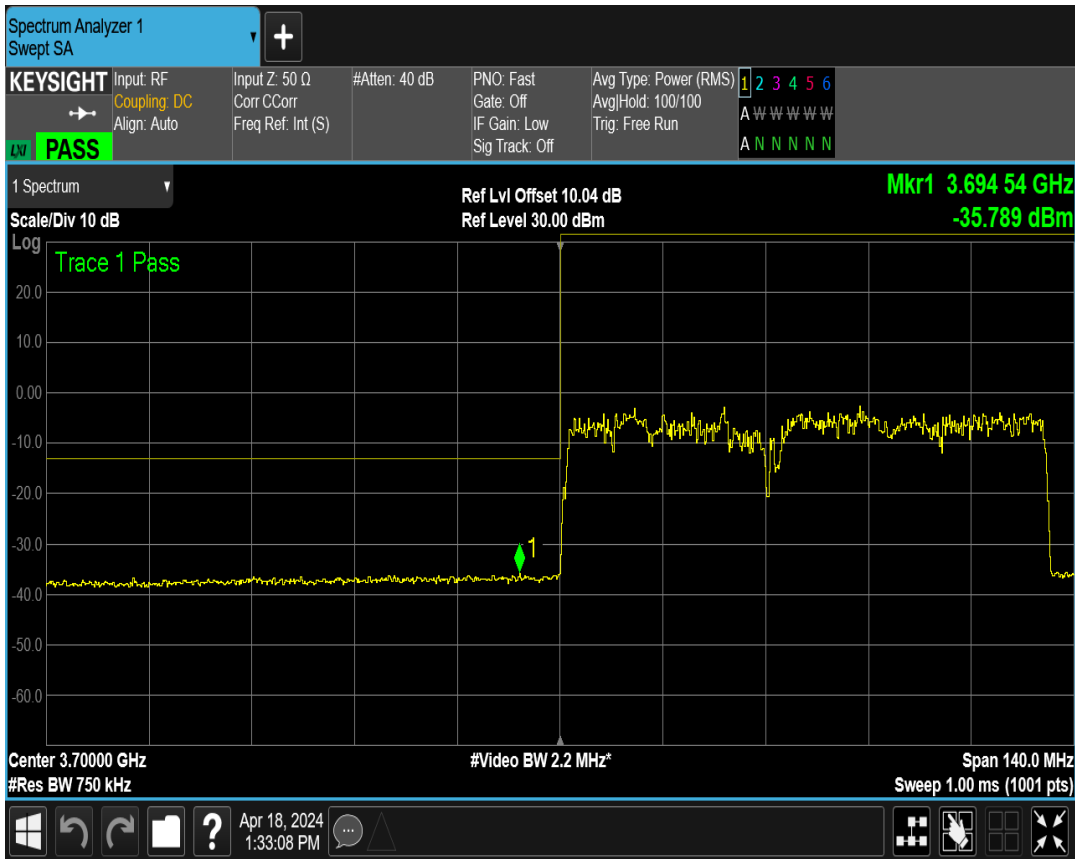 Spectrum Analyzer 1
Swept SA
KEYSIGHT
LXI PASS
Input: RF
Coupling: DC
Align: Auto
Input Z: 50 Ω
Corr CCorr
Freq Ref: Int (S)
#Atten: 40 dB
PNO: Fast
Gate: Off
IF Gain: Low
Sig Track: Off
Avg Type: Power (RMS)
Avg|Hold: 100/100
Trig: Free Run
1 2 3 4 5 6
A W W W W W
A N N N N N
1 Spectrum
Scale/Div 10 dB
Ref Lvl Offset 10.04 dB
Ref Level 30.00 dBm
Mkr1 3.694 54 GHz
-35.789 dBm
Log
Trace 1 Pass
20.0
10.0
0.00
-10.0
-20.0
-30.0
1
-40.0
-50.0
-60.0
Center 3.70000 GHz
#Video BW 2.2 MHz*
Span 140.0 MHz
#Res BW 750 kHz
Sweep 1.00 ms (1001 pts)
?
Apr 18, 2024
1:33:08 PM